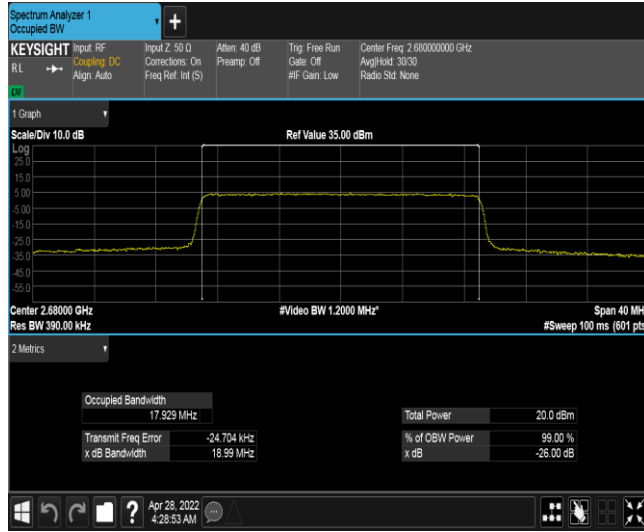 Spectrum Analyzer 1
Occupied BW
KEYSIGHT
RL
Input: RF
Coupling: DC
Align: Auto
Input Z: 50 Ω
Corrections: On
Freq Ref: Int (S)
Atten: 40 dB
Preamp: Off
Trig: Free Run
Gate: Off
#IF Gain: Low
Center Freq: 2.680000000 GHz
Avg|Hold: 30/30
Radio Std: None
1 Graph
Scale/Div 10.0 dB
Ref Value 35.00 dBm
Log
25.0
15.0
5.00
-5.00
-15.0
-25.0
-35.0
-45.0
-55.0
Center 2.68000 GHz
#Video BW 1.2000 MHz*
Span 40 MH
Res BW 390.00 kHz
#Sweep 100 ms (601 pts
2 Metrics
Occupied Bandwidth
17.929 MHz
Total Power 20.0 dBm
Transmit Freq Error -24.704 kHz
% of OBW Power 99.00 %
x dB Bandwidth 18.99 MHz
x dB -26.00 dB
?
Apr 28, 2022
4:28:53 AM